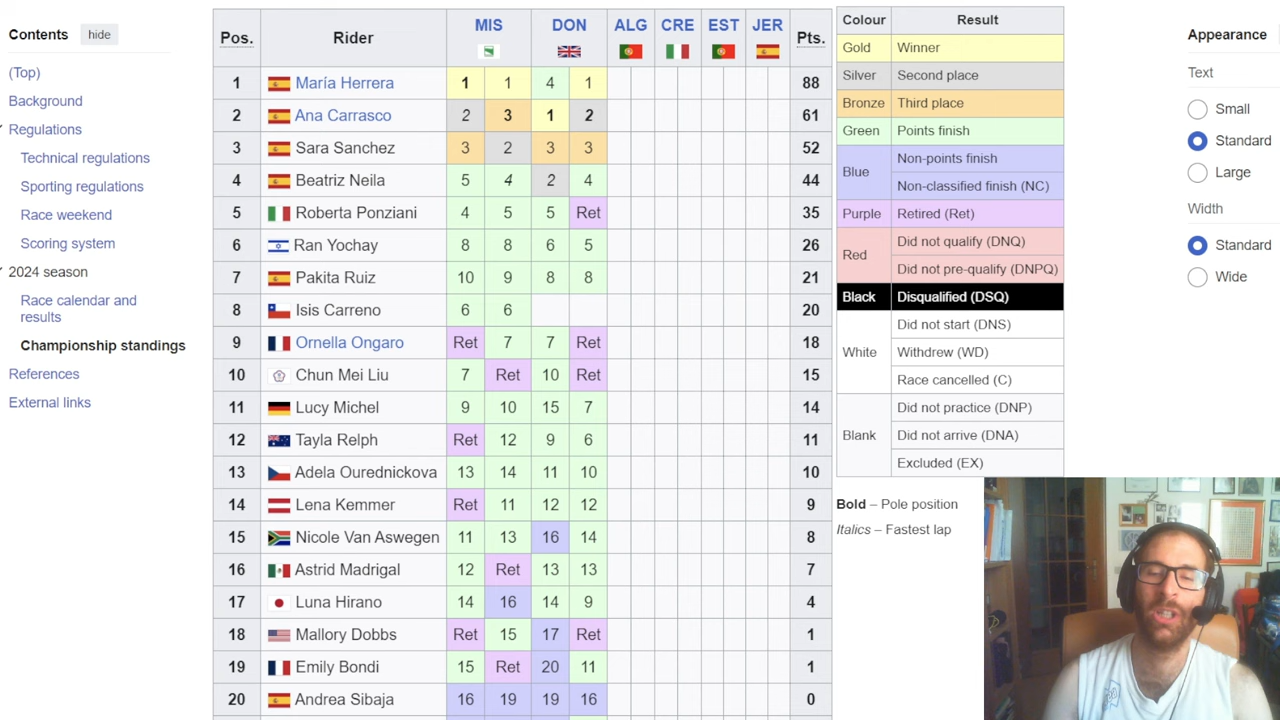 Contents hide
(Top)
Background
Regulations
Technical regulations
Sporting regulations
Race weekend
Scoring system
2024 season
Race calendar and
results
Championship standings
References
External links
Pos. Rider MIS DON ALG CRE EST JER Pts.
1 María Herrera 1 1 4 1 88
2 Ana Carrasco 2 3 1 2 61
3 Sara Sanchez 3 2 3 3 52
4 Beatriz Neila 5 4 2 4 44
5 Roberta Ponziani 4 5 5 Ret 35
6 Ran Yochay 8 8 6 5 26
7 Pakita Ruiz 10 9 8 8 21
8 Isis Carreno 6 6 20
9 Ornella Ongaro Ret 7 7 Ret 18
10 Chun Mei Liu 7 Ret 10 Ret 15
11 Lucy Michel 9 10 15 7 14
12 Tayla Relph Ret 12 9 6 11
13 Adela Ourednickova 13 14 11 10 10
14 Lena Kemmer Ret 11 12 12 9
15 Nicole Van Aswegen 11 13 16 14 8
16 Astrid Madrigal 12 Ret 13 13 7
17 Luna Hirano 14 16 14 9 4
18 Mallory Dobbs Ret 15 17 Ret 1
19 Emily Bondi 15 Ret 20 11 1
20 Andrea Sibaja 16 19 19 16 0
Colour Result
Gold Winner
Silver Second place
Bronze Third place
Green Points finish
Blue Non-points finish
Non-classified finish (NC)
Purple Retired (Ret)
Red Did not qualify (DNQ)
Did not pre-qualify (DNPQ)
Black Disqualified (DSQ)
White Did not start (DNS)
Withdrew (WD)
Race cancelled (C)
Blank Did not practice (DNP)
Did not arrive (DNA)
Excluded (EX)
Bold – Pole position
Italics – Fastest lap
Appearance
Text
Small
Standard
Large
Width
Standard
Wide